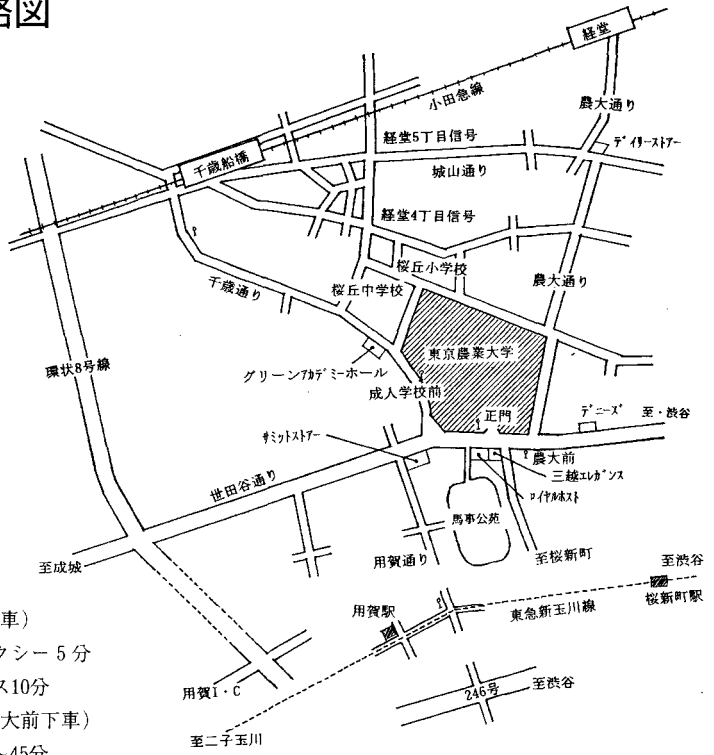 略図
経堂
小田急線
農大通り
経堂5丁目信号
デイリーストアー
千歳船橋
城山通り
経堂4丁目信号
桜丘小学校
千歳通り
桜丘中学校
農大通り
東京農業大学
環状8号線
グリーンアカデミーホール
成人学校前
正門
デニーズ
至・渋谷
サミットストアー
農大前
三越エレガンス
世田谷通り
ロイヤルホスト
馬事公苑
至成城
用賀通り
至桜新町
至渋谷
車)
用賀駅
東急新玉川線
桜新町駅
クシー5分
ス10分
用賀I・C
246号
至渋谷
大前下車)
至二子玉川
~45分